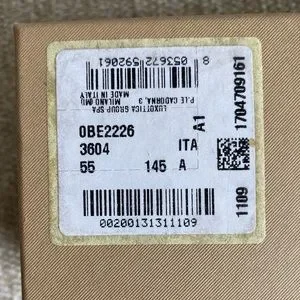 8 053672 592061
LUXOTTICA GROUP SPA
P.LE CADORNA, 3
MILANO (MI)
MADE IN ITALY
0BE2226
3604 ITA
55 145 A
A1
1704709161
1109
00200131311109